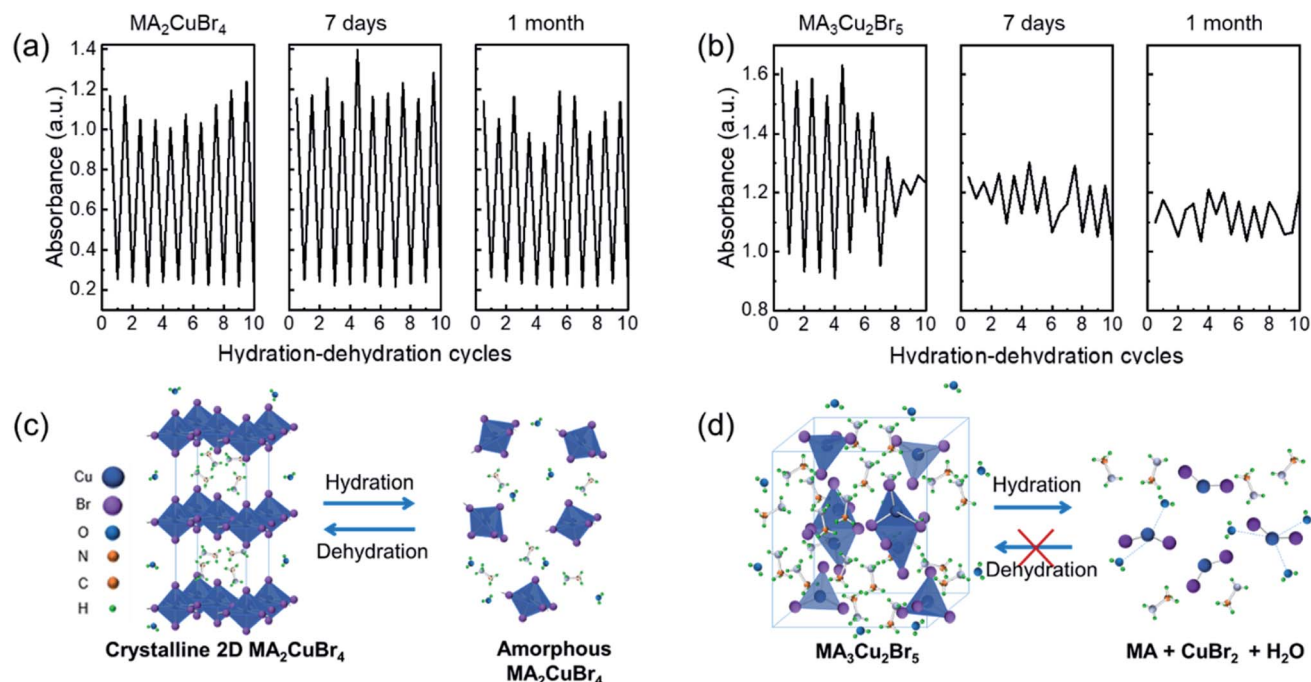 (a)
MA₂CuBr₄
7 days
1 month
Absorbance (a.u.)
1.4
1.2
1.0
0.8
0.6
0.4
0.2
0 2 4 6 8 10
0 2 4 6 8 10
0 2 4 6 8 10
Hydration-dehydration cycles
(b)
MA₃Cu₂Br₅
7 days
1 month
Absorbance (a.u.)
1.6
1.4
1.2
1.0
0.8
0 2 4 6 8 10
0 2 4 6 8 10
0 2 4 6 8 10
Hydration-dehydration cycles
(c)
Cu
Br
O
N
C
H
Hydration
Dehydration
Crystalline 2D MA₂CuBr₄
Amorphous
MA₂CuBr₄
(d)
Hydration
Dehydration
MA₃Cu₂Br₅
MA + CuBr₂ + H₂O